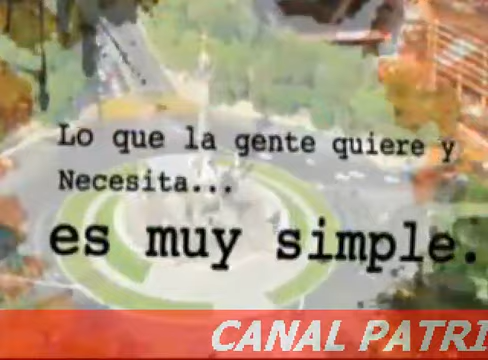 Lo que la gente quiere y
Necesita...
es muy simple.
CANAL PATRI